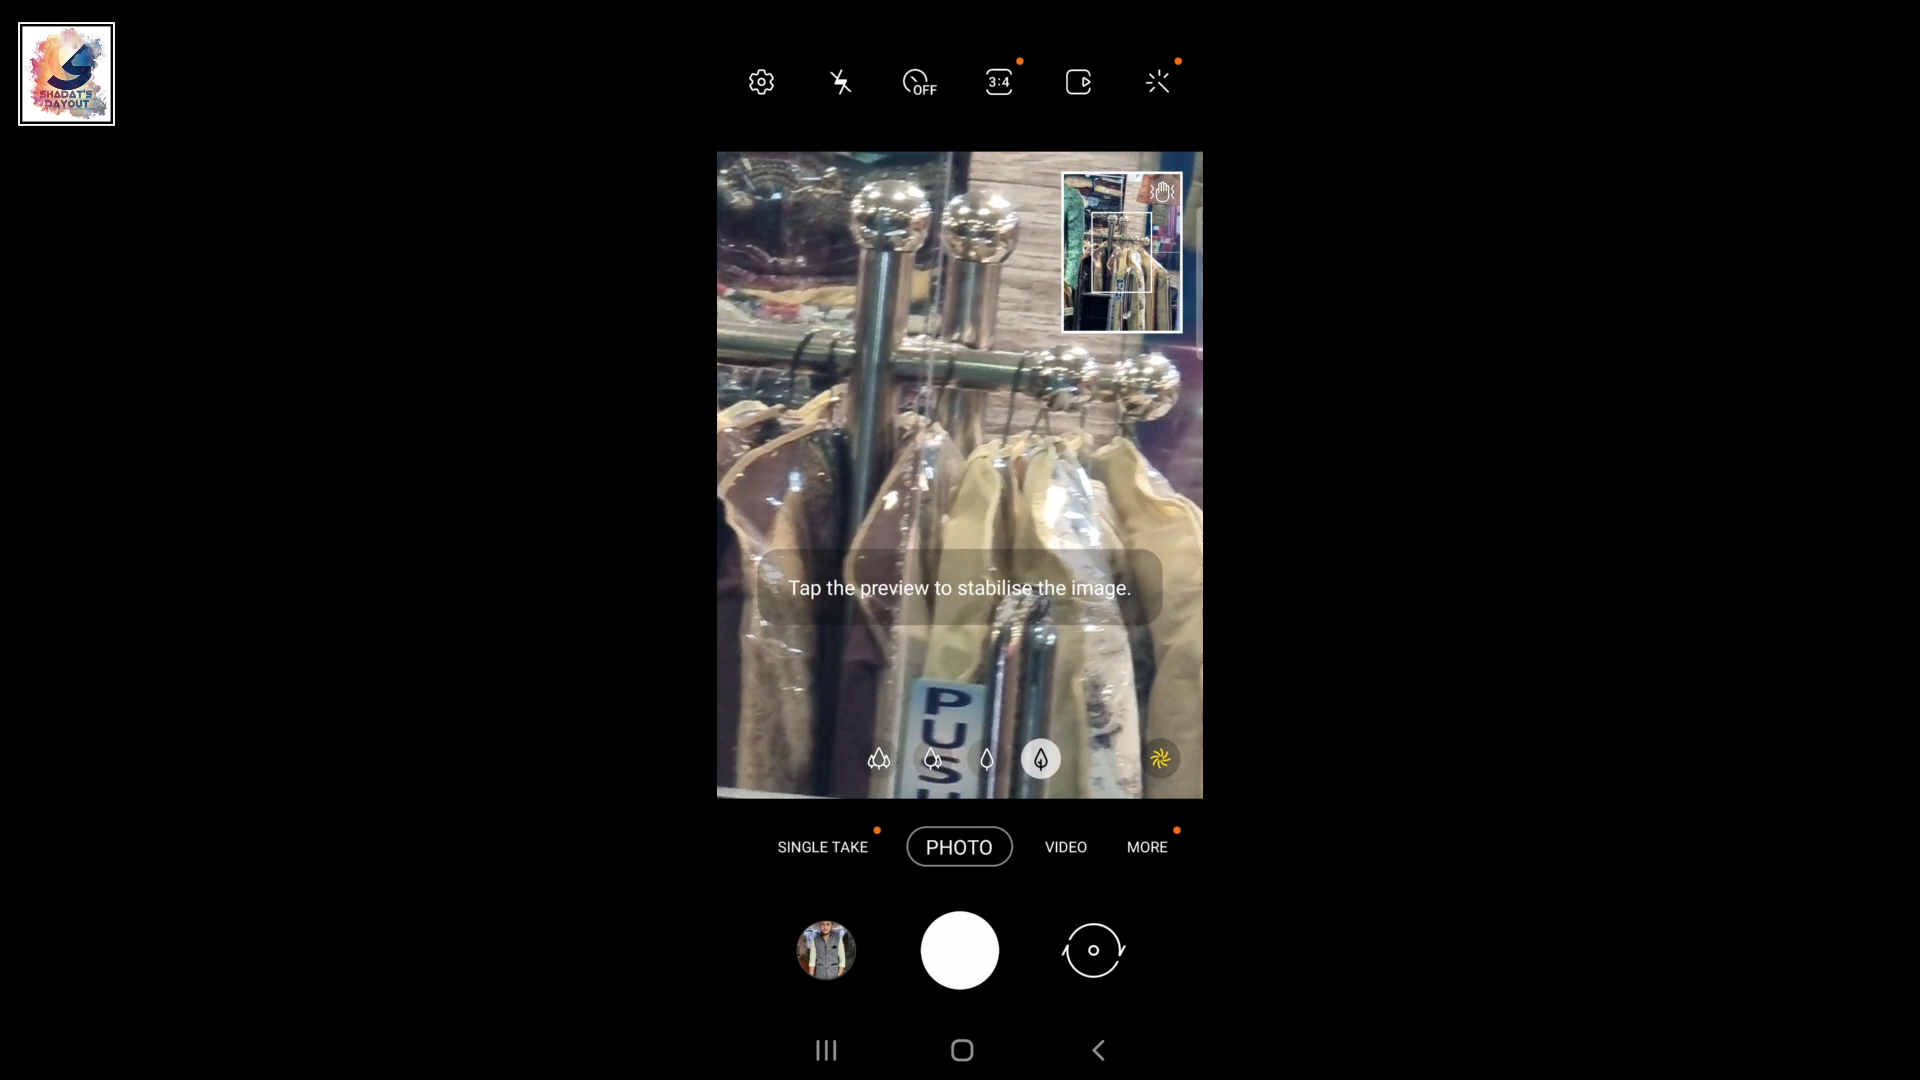 SHADAT'S
DAYOUT
OFF
3:4
Tap the preview to stabilise the image.
PUS
SINGLE TAKE
PHOTO
VIDEO
MORE